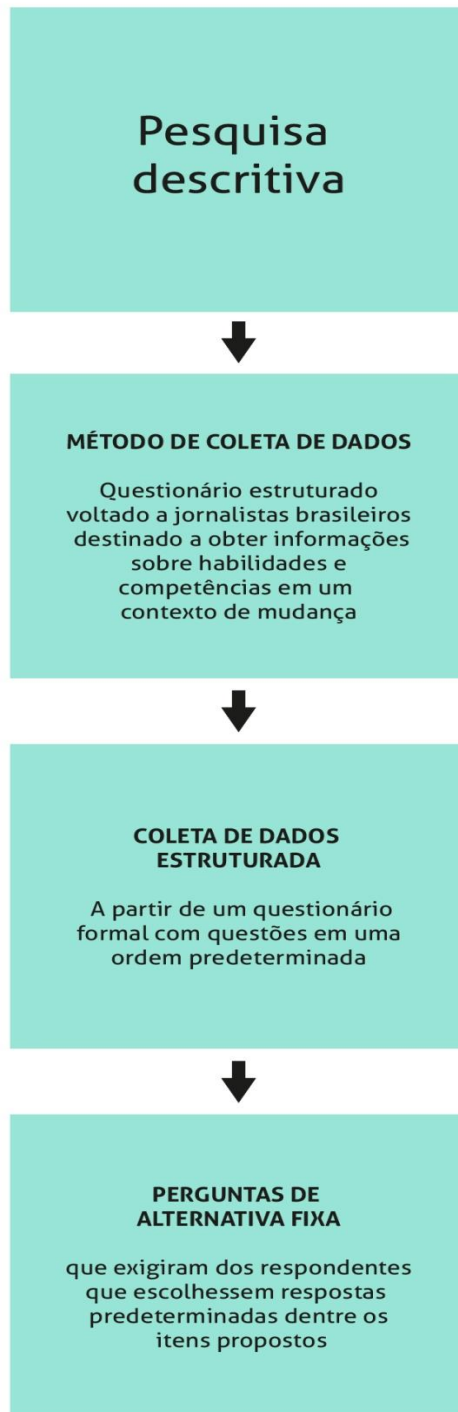 Pesquisa
descritiva
MÉTODO DE COLETA DE DADOS
Questionário estruturado
voltado a jornalistas brasileiros
destinado a obter informações
sobre habilidades e
competências em um
contexto de mudança
COLETA DE DADOS
ESTRUTURADA
A partir de um questionário
formal com questões em uma
ordem predeterminada
PERGUNTAS DE
ALTERNATIVA FIXA
que exigiram dos respondentes
que escolhessem respostas
predeterminadas dentre os
itens propostos